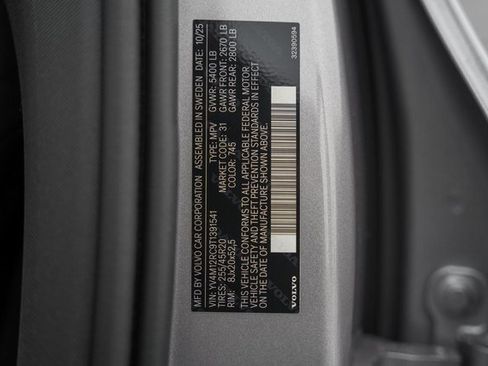 MFD BY VOLVO CAR CORPORATION ASSEMBLED IN SWEDEN DATE: 10/25
VIN: YV4M12RC9T1391541 TYPE: MPV GVWR: 5400 LB
TIRES: 255/45R20 MARKET CODE: 31 GAWR FRONT: 2670 LB
RIM: 8Jx20x52,5 COLOR: 745 GAWR REAR: 2800 LB
THIS VEHICLE CONFORMS TO ALL APPLICABLE FEDERAL MOTOR
VEHICLE SAFETY AND THEFT PREVENTION STANDARDS IN EFFECT
ON THE DATE OF MANUFACTURE SHOWN ABOVE.
VOLVO 32390594